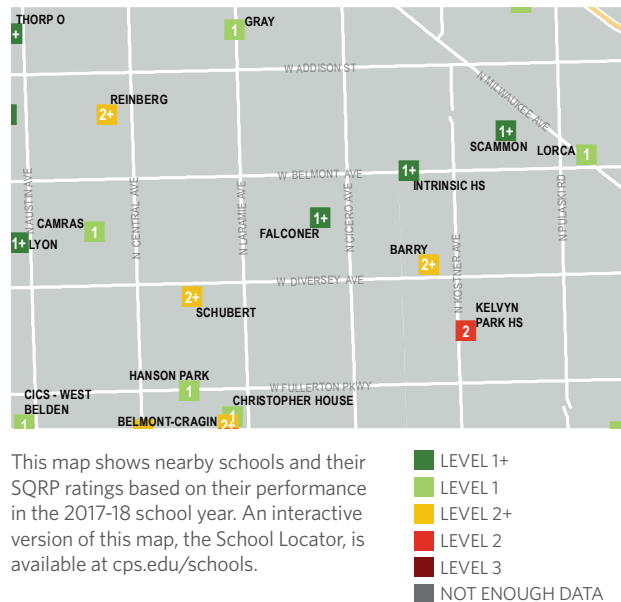 THORP O
+
1
GRAY
W ADDISON ST
N MILWAUKEE AVE
REINBERG
2+
1+
SCAMMON
LORCA
1
W BELMONT AVE
1+
INTRINSIC HS
N AUSTIN AVE
N CENTRAL AVE
N LARAMIE AVE
N CICERO AVE
N KOSTNER AVE
N PULASKI RD
CAMRAS
1
1+
LYON
1+
FALCONER
BARRY
2+
W DIVERSEY AVE
2+
SCHUBERT
KELVYN
PARK HS
2
HANSON PARK
1
W FULLERTON PKWY
CICS - WEST
BELDEN
1
CHRISTOPHER HOUSE
1
BELMONT-CRAGIN
2+
This map shows nearby schools and their
SQRP ratings based on their performance
in the 2017-18 school year. An interactive
version of this map, the School Locator, is
available at cps.edu/schools.
LEVEL 1+
LEVEL 1
LEVEL 2+
LEVEL 2
LEVEL 3
NOT ENOUGH DATA